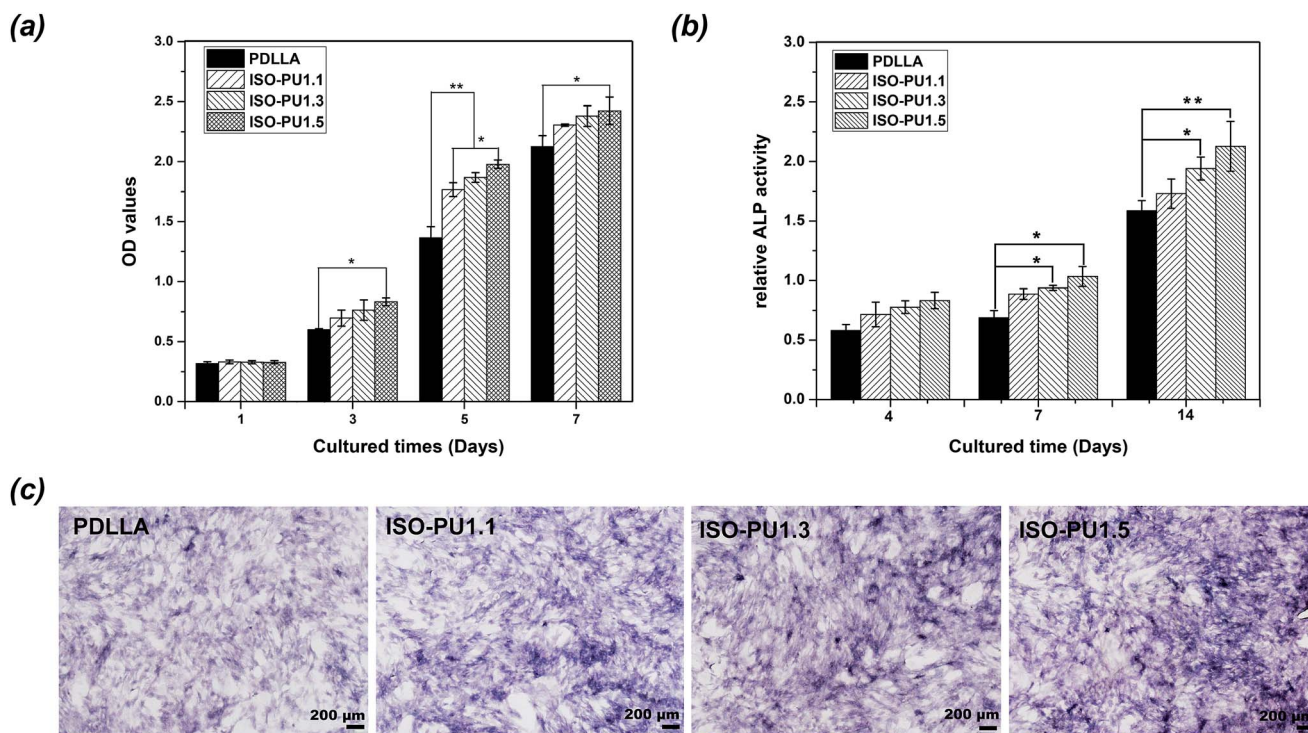 (a)
3.0
2.5
2.0
1.5
1.0
0.5
0.0
OD values
PDLLA
ISO-PU1.1
ISO-PU1.3
ISO-PU1.5
*
**
*
*
1 3 5 7
Cultured times (Days)
(b)
3.0
2.5
2.0
1.5
1.0
0.5
0.0
relative ALP activity
PDLLA
ISO-PU1.1
ISO-PU1.3
ISO-PU1.5
*
*
**
*
4 7 14
Cultured time (Days)
(c)
PDLLA
200 µm
ISO-PU1.1
200 µm
ISO-PU1.3
200 µm
ISO-PU1.5
200 µm